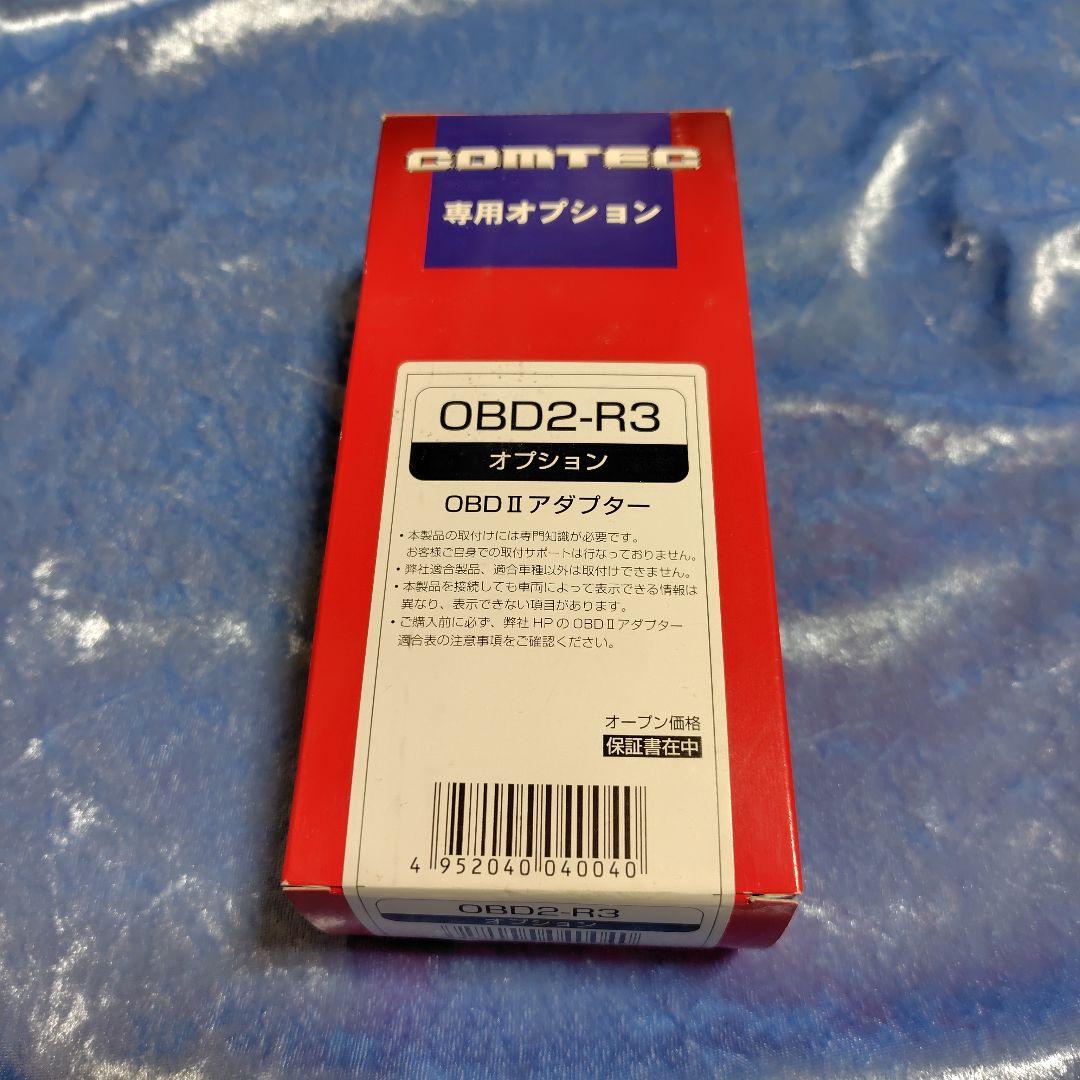 COMTEC
専用オプション
OBD2-R3
オプション
OBDⅡアダプター
・本製品の取付けには専門知識が必要です。
お客様ご自身での取付サポートは行なっておりません。
・弊社適合製品、適合車種以外は取付けできません。
・本製品を接続しても車両によって表示できる情報は
異なり、表示できない項目があります。
・ご購入前に必ず、弊社HPのOBDⅡアダプター
適合表の注意事項をご確認ください。
オープン価格
保証書在中
4 952040 040040
OBD2-R3
オプション